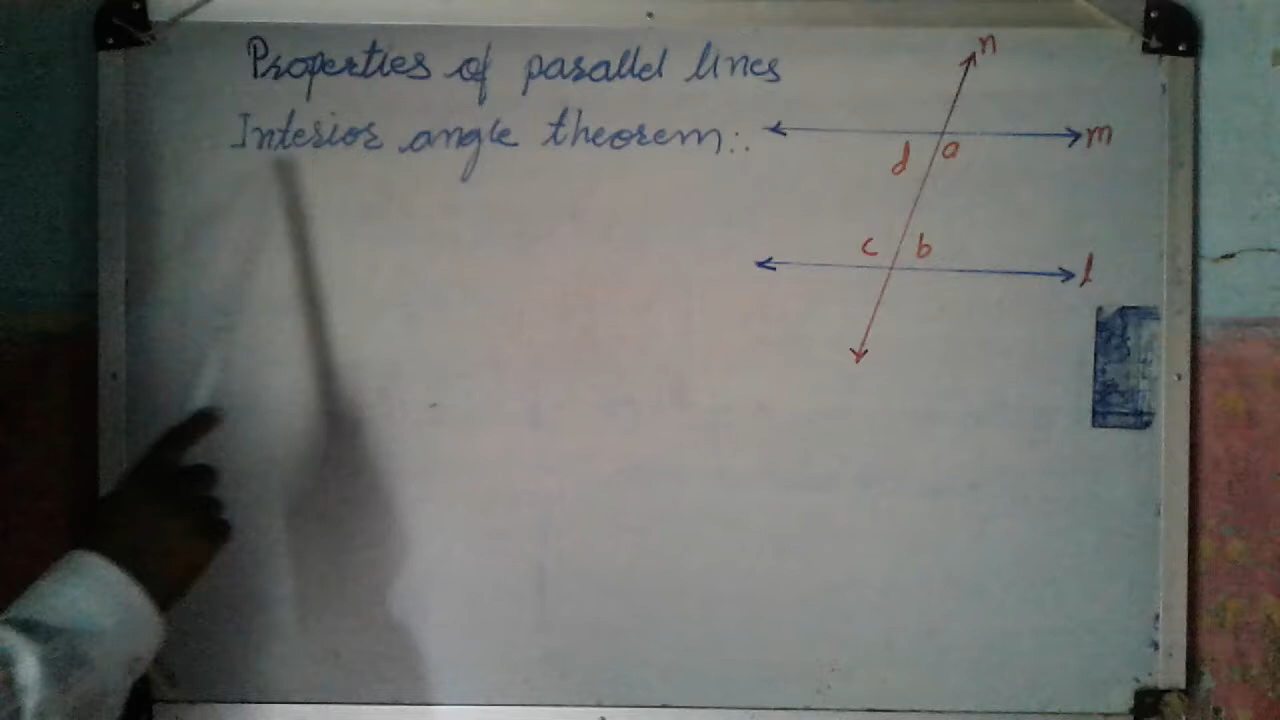 Properties of parallel lines
Interior angle theorem:.
n
m
d a
c b
l